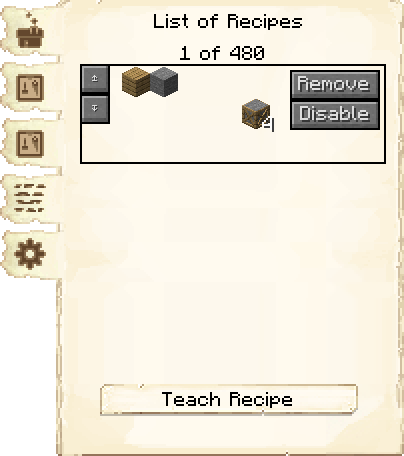 List of Recipes
1 of 480
Remove
Disable
Teach Recipe